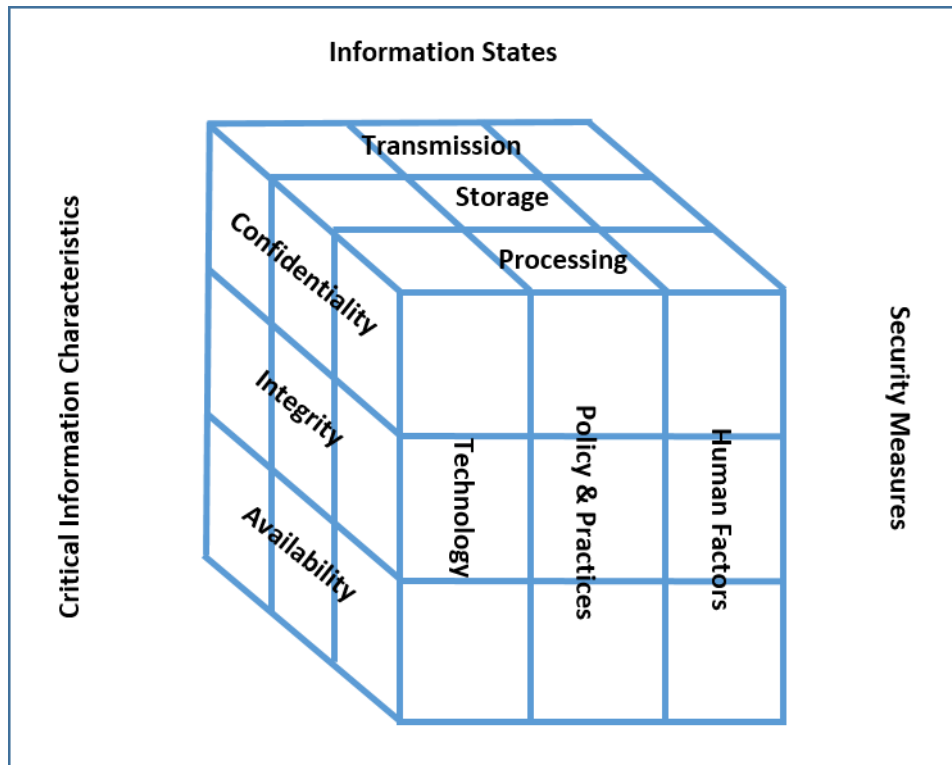 Information States
Transmission
Storage
Processing
Critical Information Characteristics
Confidentiality
Integrity
Availability
Technology
Policy & Practices
Human Factors
Security Measures